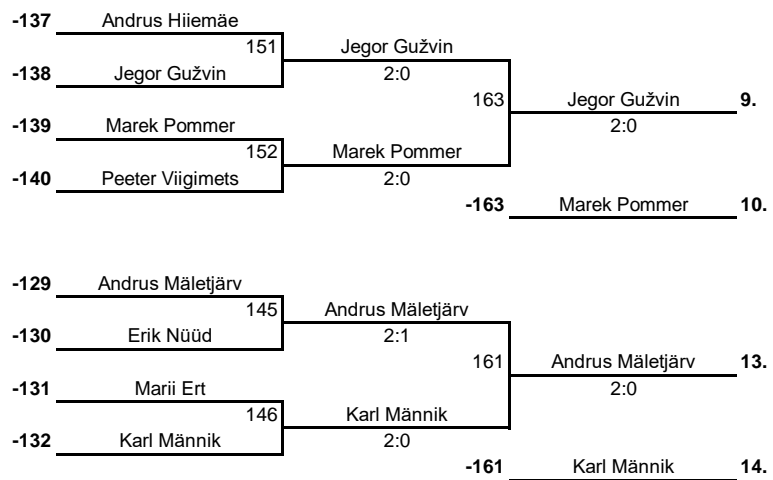 -137 Andrus Hiiemäe
151 Jegor Gužvin
-138 Jegor Gužvin 2:0
163 Jegor Gužvin 9.
-139 Marek Pommer 2:0
152 Marek Pommer
-140 Peeter Viigimets 2:0
-163 Marek Pommer 10.
-129 Andrus Mäletjärv
145 Andrus Mäletjärv
-130 Erik Nüüd 2:1
161 Andrus Mäletjärv 13.
-131 Marii Ert 2:0
146 Karl Männik
-132 Karl Männik 2:0
-161 Karl Männik 14.